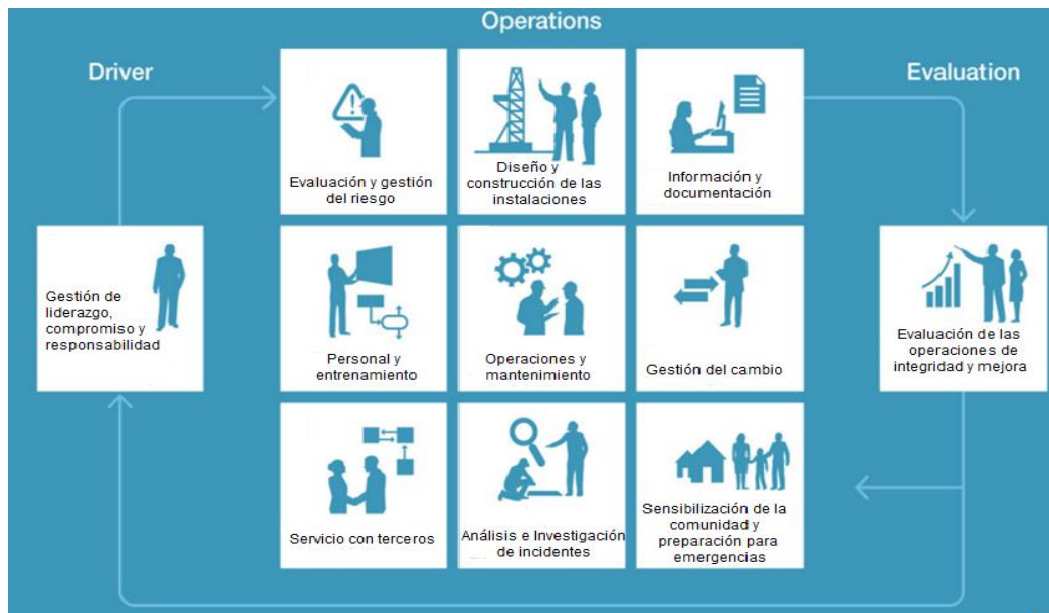 Operations
Driver
Evaluation
Evaluación y gestión
del riesgo
Diseño y
construcción de las
instalaciones
Información y
documentación
Gestión de
liderazgo,
compromiso y
responsabilidad
Personal y
entrenamiento
Operaciones y
mantenimiento
Gestión del cambio
Evaluación de las
operaciones de
integridad y mejora
Servicio con terceros
Análisis e Investigación
de incidentes
Sensibilización de la
comunidad y
preparación para
emergencias